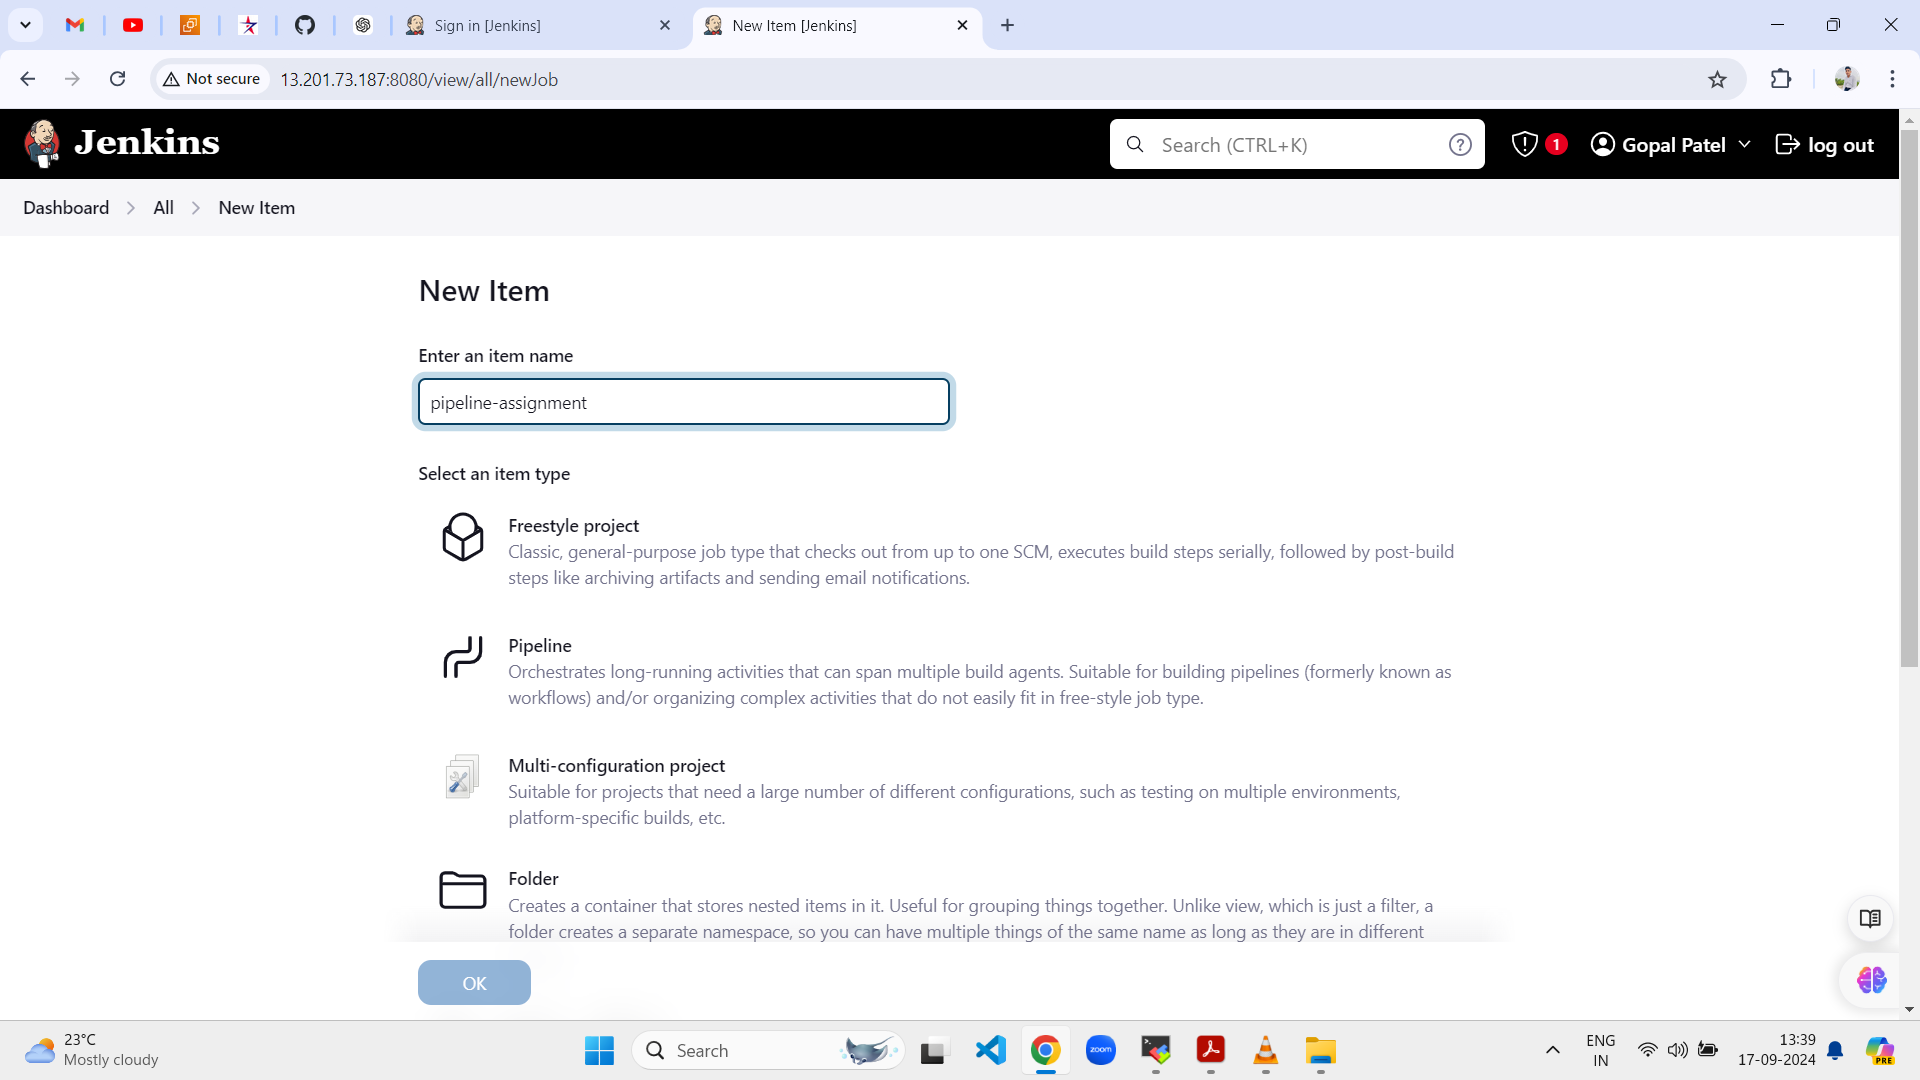 Sign in [Jenkins]
New Item [Jenkins]
Not secure
13.201.73.187:8080/view/all/newJob
Jenkins
Search (CTRL+K)
?
1
Gopal Patel
log out
Dashboard
All
New Item
New Item
Enter an item name
pipeline-assignment
Select an item type
Freestyle project
Classic, general-purpose job type that checks out from up to one SCM, executes build steps serially, followed by post-build
steps like archiving artifacts and sending email notifications.
Pipeline
Orchestrates long-running activities that can span multiple build agents. Suitable for building pipelines (formerly known as
workflows) and/or organizing complex activities that do not easily fit in free-style job type.
Multi-configuration project
Suitable for projects that need a large number of different configurations, such as testing on multiple environments,
platform-specific builds, etc.
Folder
Creates a container that stores nested items in it. Useful for grouping things together. Unlike view, which is just a filter, a
folder creates a separate namespace, so you can have multiple things of the same name as long as they are in different
OK
23°C
Mostly cloudy
Search
zoom
ENG
IN
13:39
17-09-2024
PRE